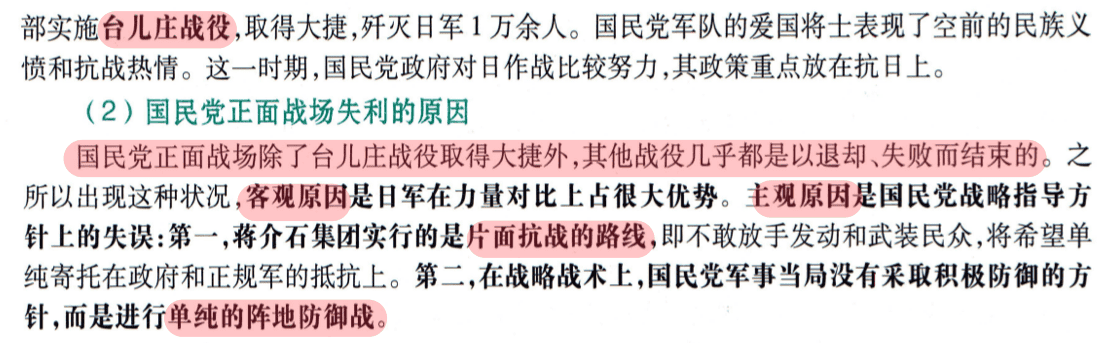 部实施台儿庄战役,取得大捷,歼灭日军1万余人。国民党军队的爱国将士表现了空前的民族义
愤和抗战热情。这一时期,国民党政府对日作战比较努力,其政策重点放在抗日上。
(2)国民党正面战场失利的原因
国民党正面战场除了台儿庄战役取得大捷外,其他战役几乎都是以退却、失败而结束的。之
所以出现这种状况,客观原因是日军在力量对比上占很大优势。主观原因是国民党战略指导方
针上的失误:第一,蒋介石集团实行的是片面抗战的路线,即不敢放手发动和武装民众,将希望单
纯寄托在政府和正规军的抵抗上。第二,在战略战术上,国民党军事当局没有采取积极防御的方
针,而是进行单纯的阵地防御战。